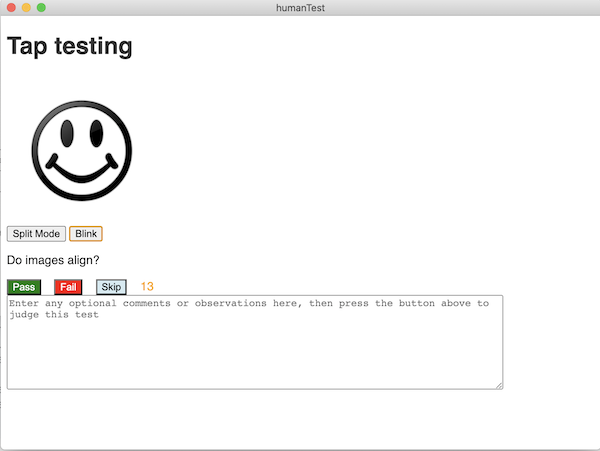 humanTest
Tap testing
Split Mode Blink
Do images align?
Pass Fail Skip 13
Enter any optional comments or observations here, then press the button above to
judge this test